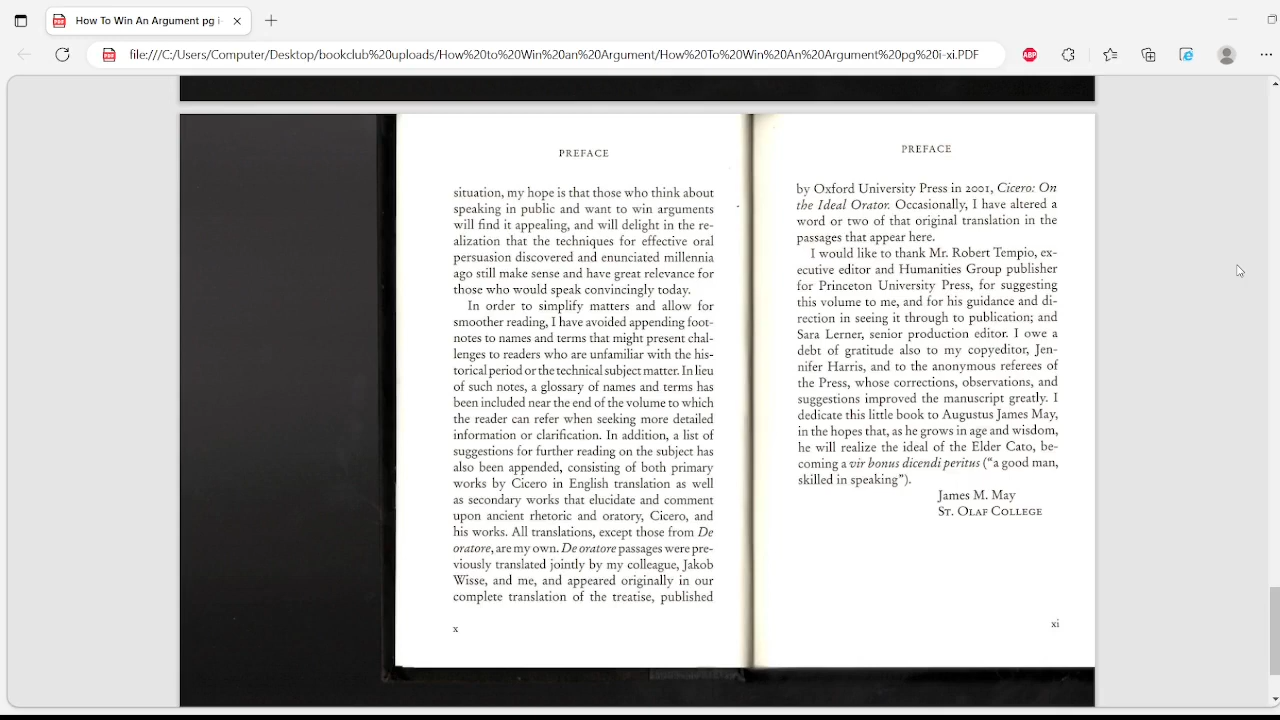 How To Win An Argument pg i
file:///C:/Users/Computer/Desktop/bookclub%20uploads/How%20to%20Win%20an%20Argument/How%20To%20Win%20An%20Argument%20pg%20i-xi.PDF
ABP
PREFACE
situation, my hope is that those who think about
speaking in public and want to win arguments
will find it appealing, and will delight in the re-
alization that the techniques for effective oral
persuasion discovered and enunciated millennia
ago still make sense and have great relevance for
those who would speak convincingly today.
In order to simplify matters and allow for
smoother reading, I have avoided appending foot-
notes to names and terms that might present chal-
lenges to readers who are unfamiliar with the his-
torical period or the technical subject matter. In lieu
of such notes, a glossary of names and terms has
been included near the end of the volume to which
the reader can refer when seeking more detailed
information or clarification. In addition, a list of
suggestions for further reading on the subject has
also been appended, consisting of both primary
works by Cicero in English translation as well
as secondary works that elucidate and comment
upon ancient rhetoric and oratory, Cicero, and
his works. All translations, except those from De
oratore, are my own. De oratore passages were pre-
viously translated jointly by my colleague, Jakob
Wisse, and me, and appeared originally in our
complete translation of the treatise, published
x
PREFACE
by Oxford University Press in 2001, Cicero: On
the Ideal Orator. Occasionally, I have altered a
word or two of that original translation in the
passages that appear here.
I would like to thank Mr. Robert Tempio, ex-
ecutive editor and Humanities Group publisher
for Princeton University Press, for suggesting
this volume to me, and for his guidance and di-
rection in seeing it through to publication; and
Sara Lerner, senior production editor. I owe a
debt of gratitude also to my copyeditor, Jen-
nifer Harris, and to the anonymous referees of
the Press, whose corrections, observations, and
suggestions improved the manuscript greatly. I
dedicate this little book to Augustus James May,
in the hopes that, as he grows in age and wisdom,
he will realize the ideal of the Elder Cato, be-
coming a vir bonus dicendi peritus ("a good man,
skilled in speaking").
James M. May
St. Olaf College
xi